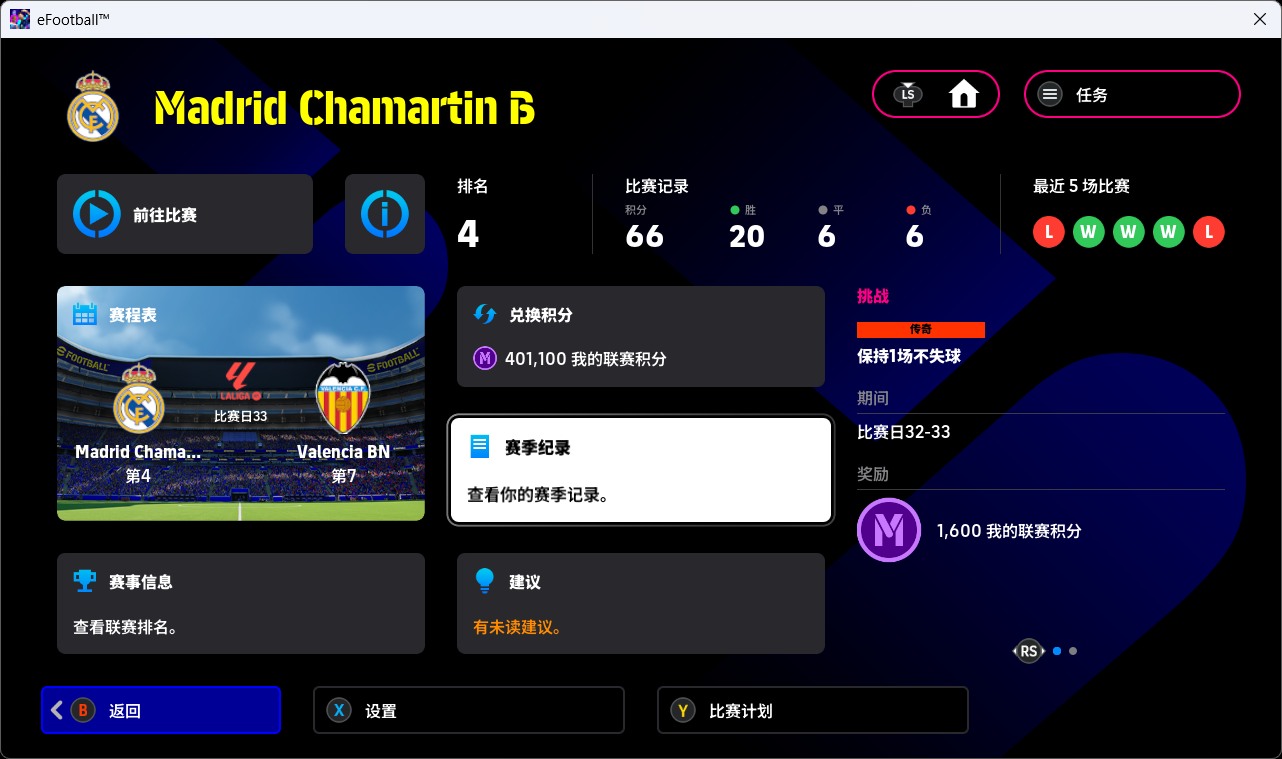 eFootball™
Madrid Chamartin B
LS
任务
前往比赛
排名
4
比赛记录
积分
胜
平
负
66
20
6
6
最近 5 场比赛
L W W W L
赛程表
eFOOTBALL
eFOOTBALL
LALIGA
比赛日33
VALENCIA C.F.
Madrid Chama...
第4
Valencia BN
第7
兑换积分
M
401,100 我的联赛积分
赛季纪录
查看你的赛季记录。
挑战
传奇
保持1场不失球
期间
比赛日32-33
奖励
M
1,600 我的联赛积分
赛事信息
查看联赛排名。
建议
有未读建议。
RS
B 返回
X 设置
Y 比赛计划